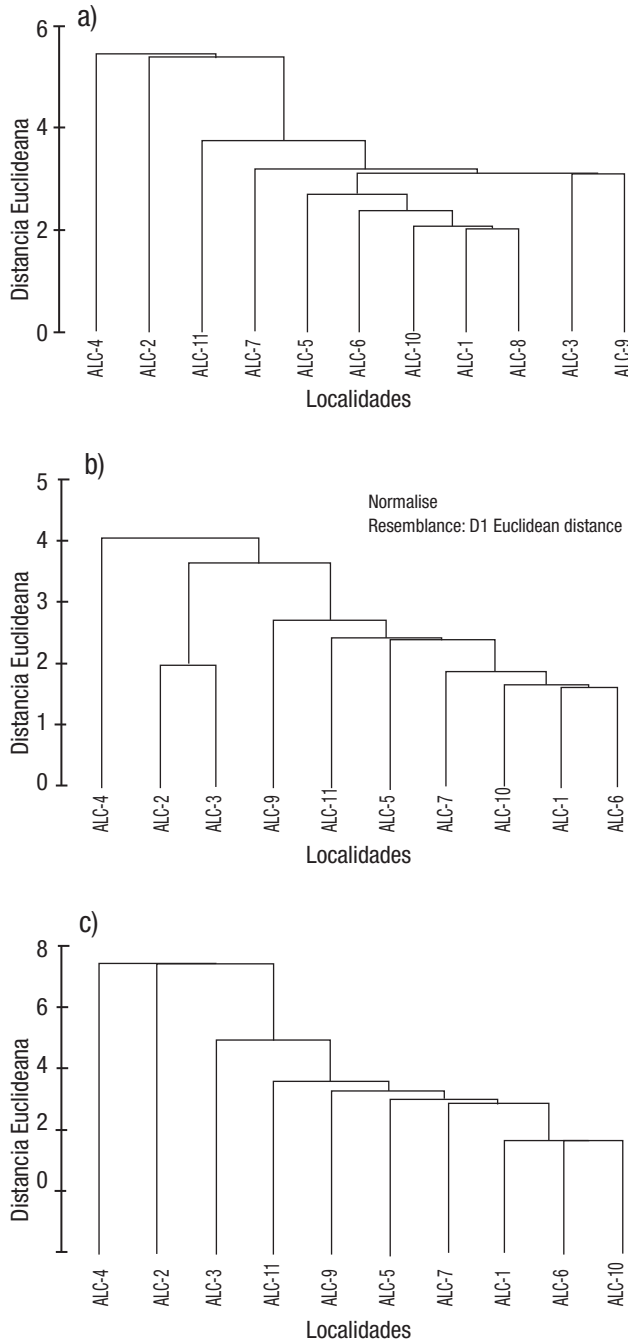 a)
6
4
2
0
Distancia Euclideana
ALC-4
ALC-2
ALC-11
ALC-7
ALC-5
ALC-6
ALC-10
ALC-1
ALC-8
ALC-3
ALC-9
Localidades
b)
Normalise
Resemblance: D1 Euclidean distance
5
4
3
2
1
0
Distancia Euclideana
ALC-4
ALC-2
ALC-3
ALC-9
ALC-11
ALC-5
ALC-7
ALC-10
ALC-1
ALC-6
Localidades
c)
8
6
4
2
0
Distancia Euclideana
ALC-4
ALC-2
ALC-3
ALC-11
ALC-9
ALC-5
ALC-7
ALC-1
ALC-6
ALC-10
Localidades